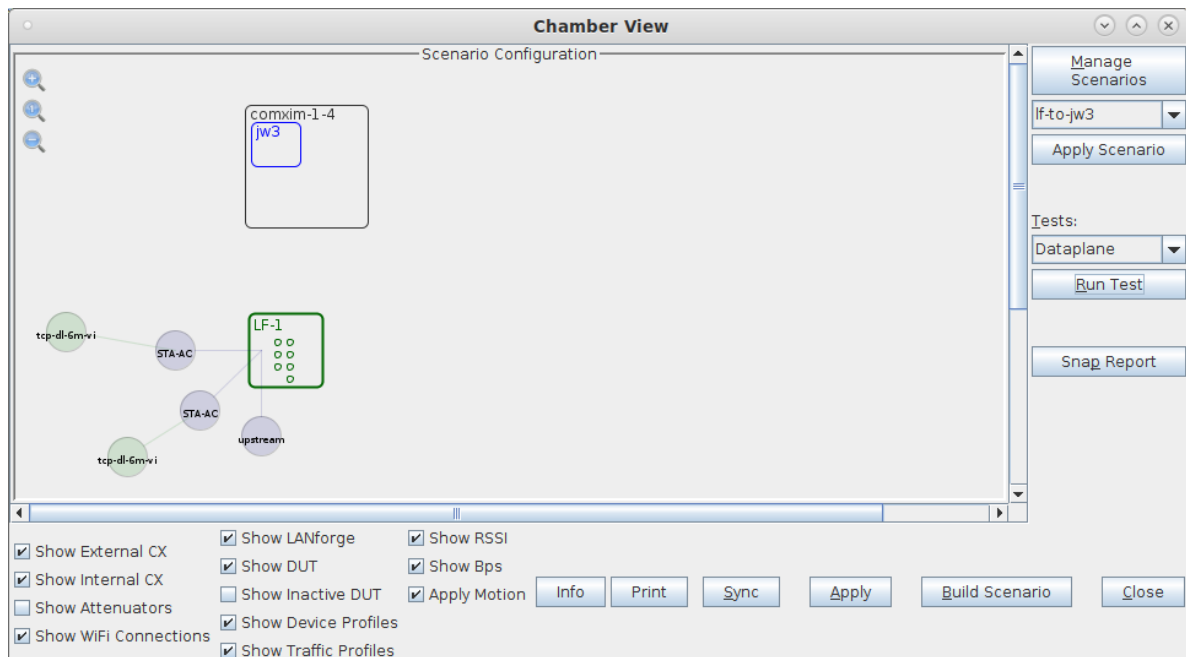 Chamber View
Scenario Configuration
comxim-1-4
jw3
LF-1
tcp-dl-6m-vi
STA-AC
STA-AC
upstream
tcp-dl-6m-vi
Manage
Scenarios
lf-to-jw3
Apply Scenario
Tests:
Dataplane
Run Test
Snap Report
Show External CX
Show Internal CX
Show Attenuators
Show WiFi Connections
Show LANforge
Show DUT
Show Inactive DUT
Show Device Profiles
Show Traffic Profiles
Show RSSI
Show Bps
Apply Motion
Info
Print
Sync
Apply
Build Scenario
Close